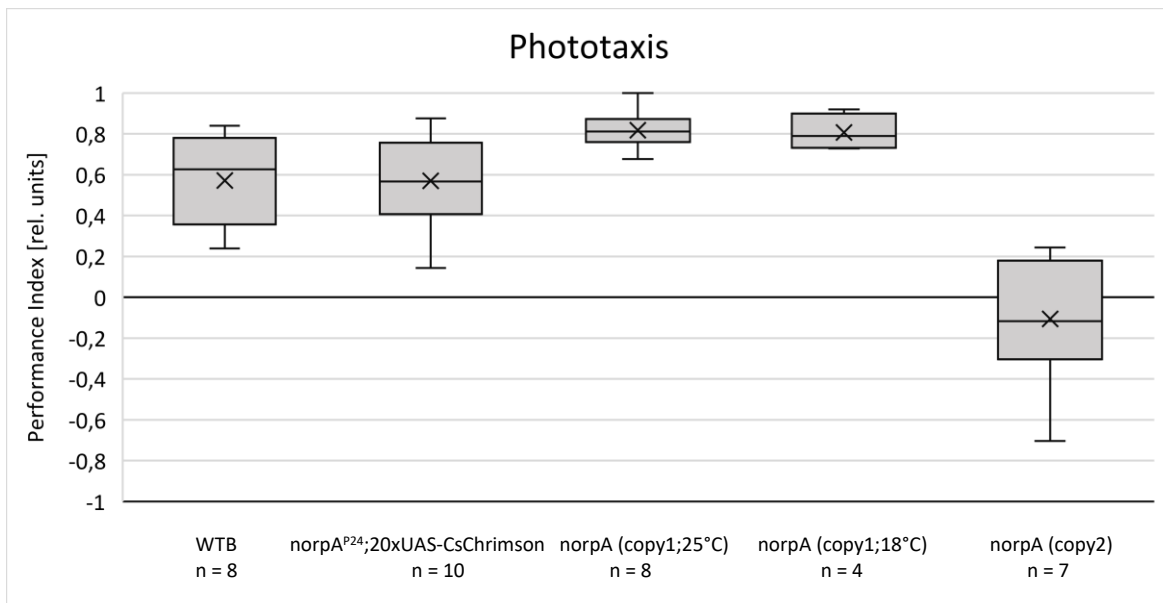 Phototaxis
Performance Index [rel. units]
1
0,8
0,6
0,4
0,2
0
-0,2
-0,4
-0,6
-0,8
-1
WTB norpAᴾ²⁴;20xUAS-CsChrimson norpA (copy1;25°C) norpA (copy1;18°C) norpA (copy2)
n = 8 n = 10 n = 8 n = 4 n = 7